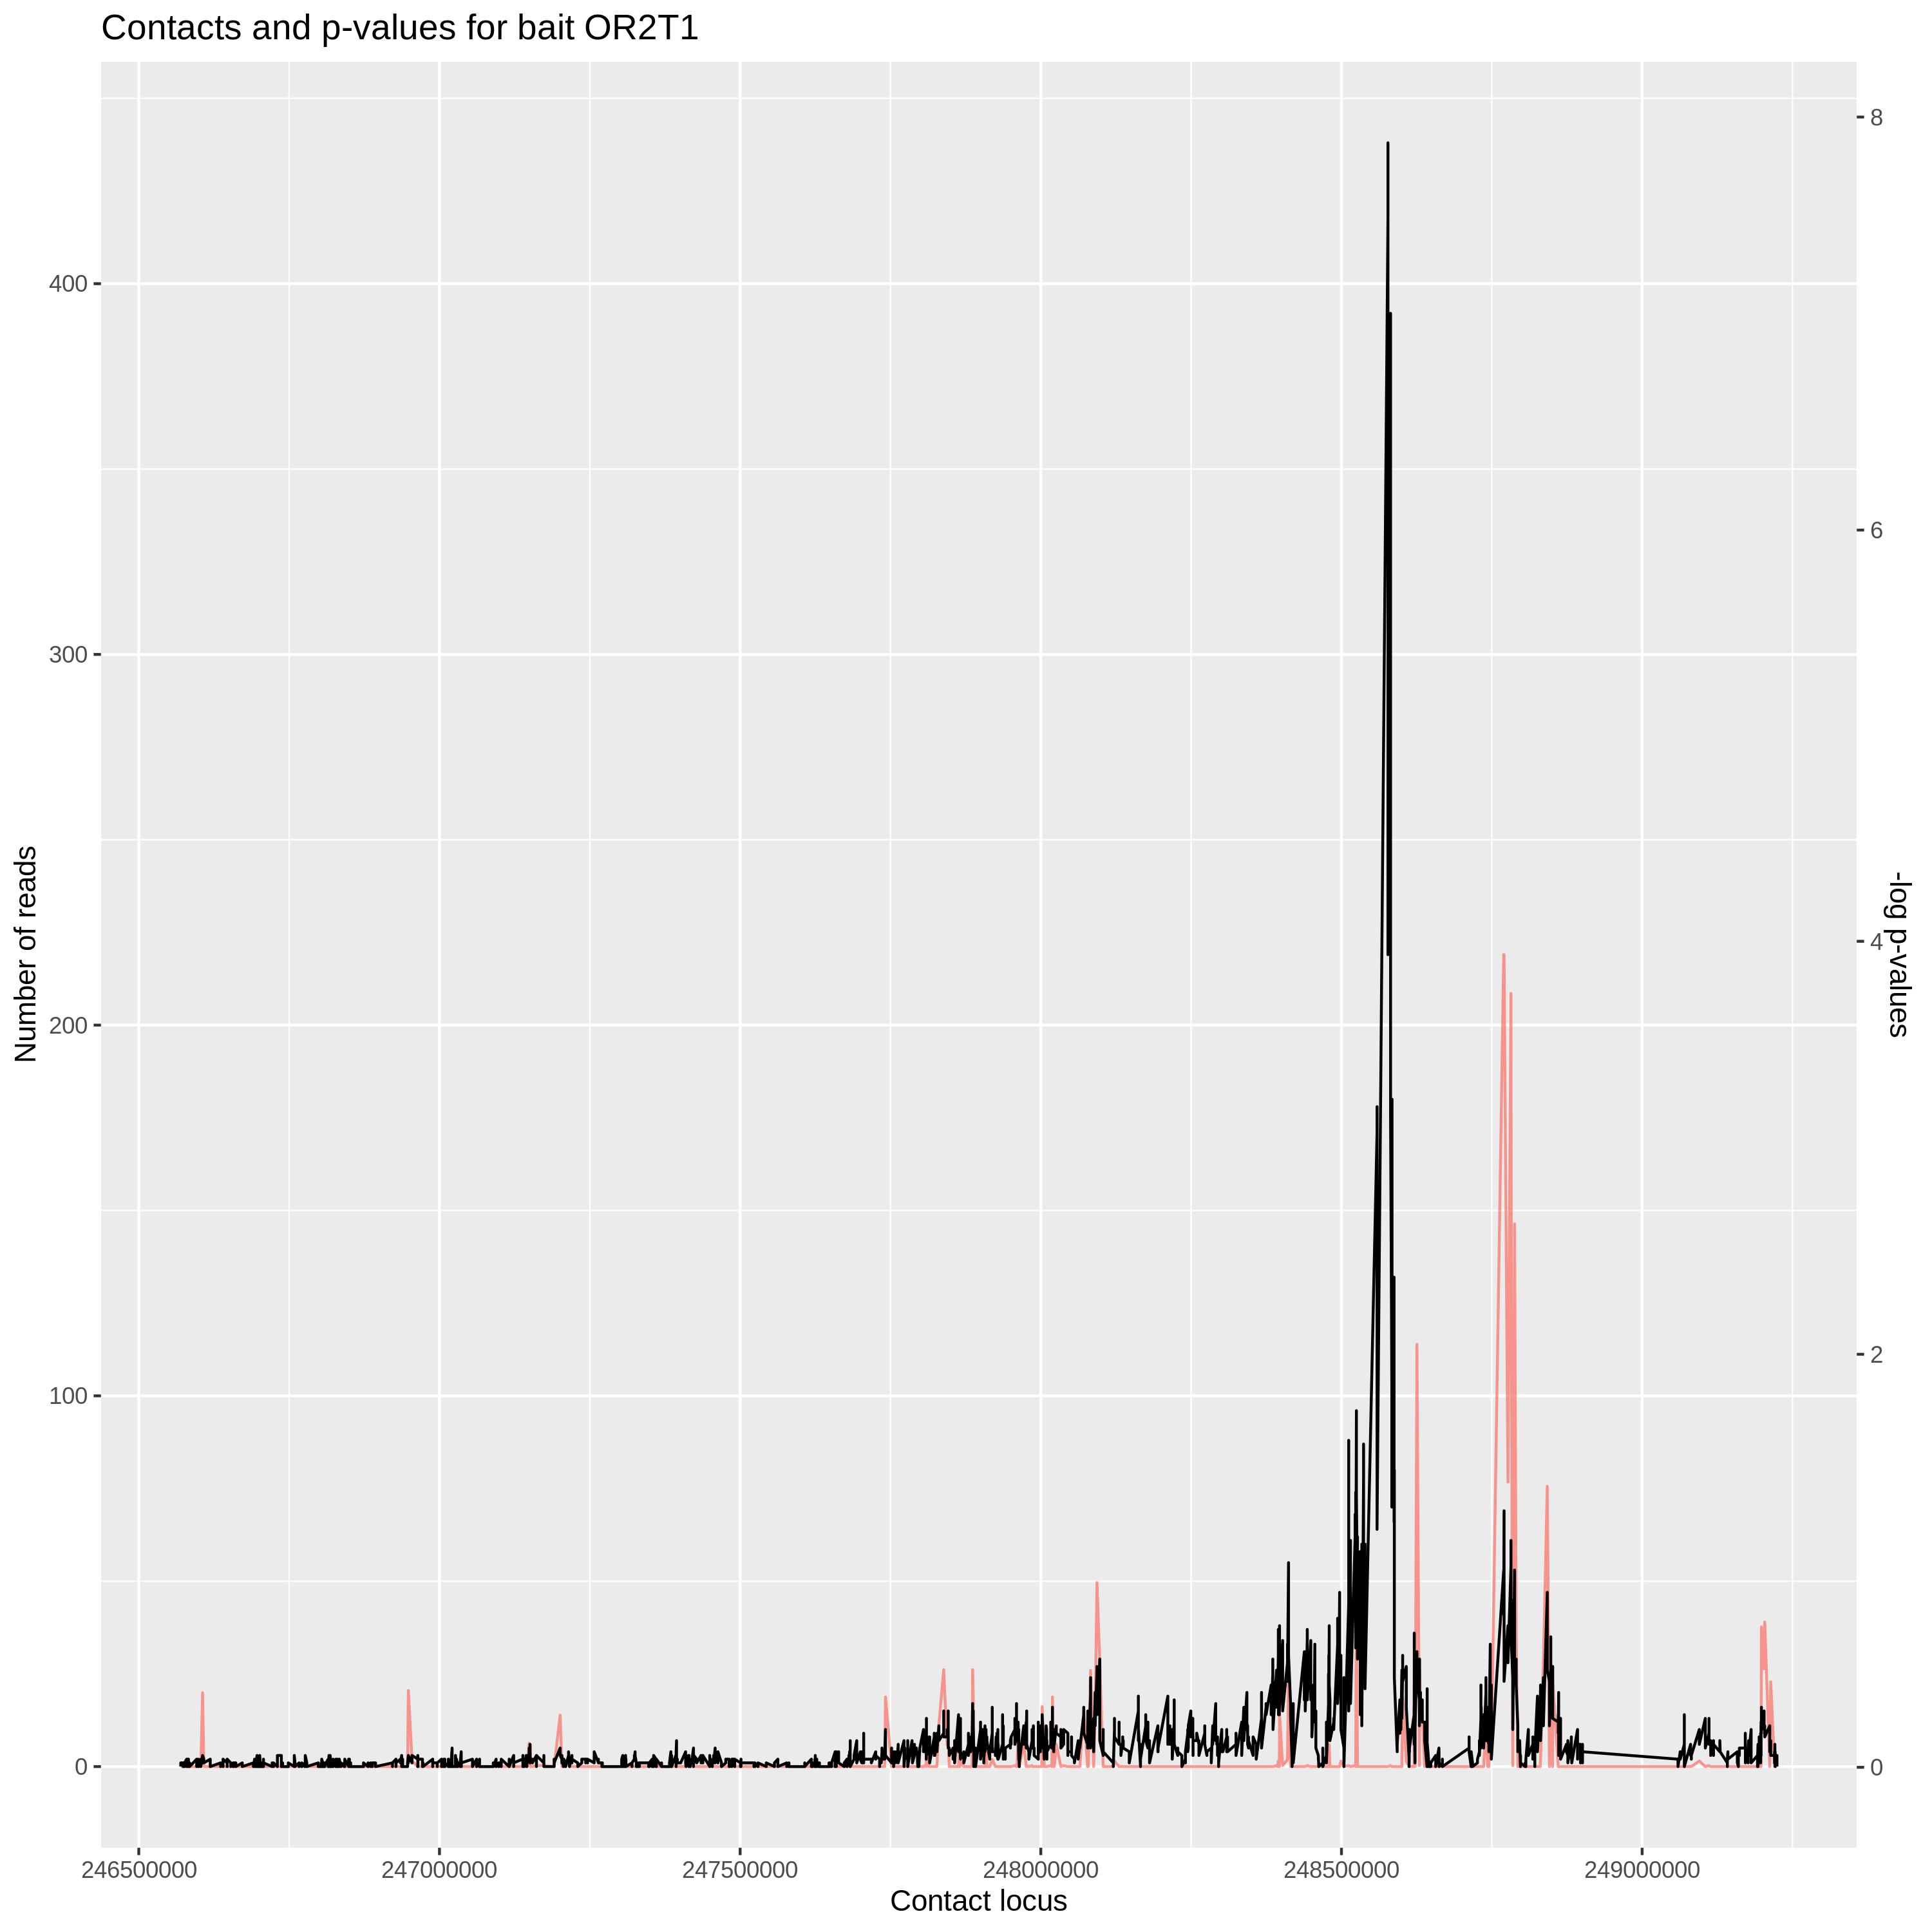 Contacts and p-values for bait OR2T1
Number of reads
400
300
200
100
0
8
6
4
2
0
-log p-values
246500000 247000000 247500000 248000000 248500000 249000000
Contact locus